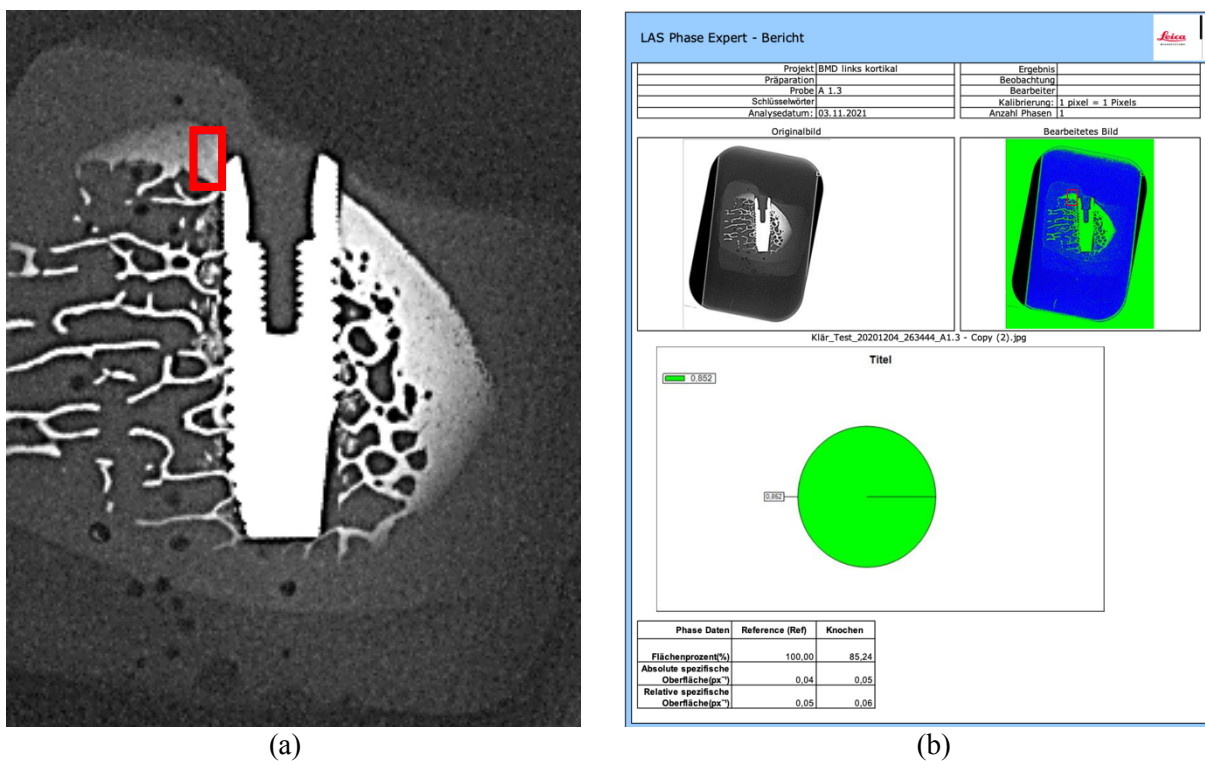 LAS Phase Expert - Bericht
Leica
Projekt BMD links kortikal
Präparation
Probe A 1.3
Schlüsselwörter
Analysedatum: 03.11.2021
Ergebnis
Beobachtung
Bearbeiter
Kalibrierung: 1 pixel = 1 Pixels
Anzahl Phasen 1
Originalbild
Bearbeitetes Bild
Klär_Test_20201204_263444_A1.3 - Copy (2).jpg
Titel
0,852
0,852
Phase Daten Reference (Ref) Knochen
Flächenprozent(%) 100,00 85,24
Absolute spezifische
Oberfläche(px⁻¹) 0,04 0,05
Relative spezifische
Oberfläche(px⁻¹) 0,05 0,06
(a)
(b)